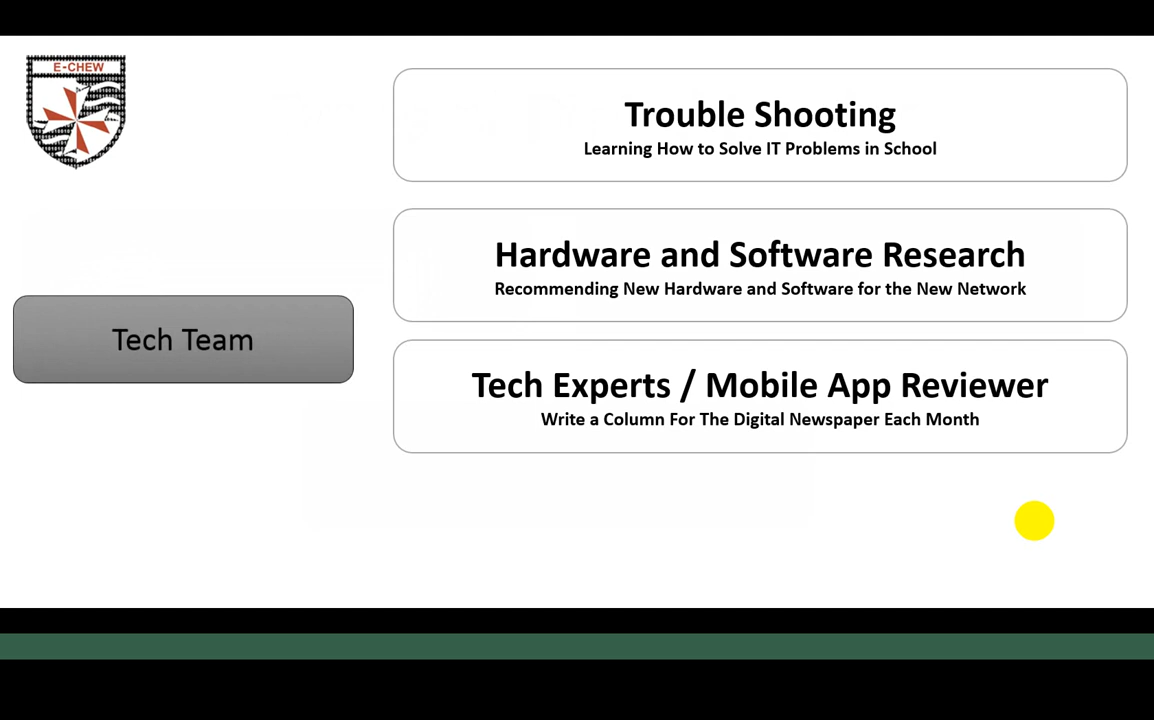 E-CHEW
Trouble Shooting
Learning How to Solve IT Problems in School
Hardware and Software Research
Recommending New Hardware and Software for the New Network
Tech Team
Tech Experts / Mobile App Reviewer
Write a Column For The Digital Newspaper Each Month